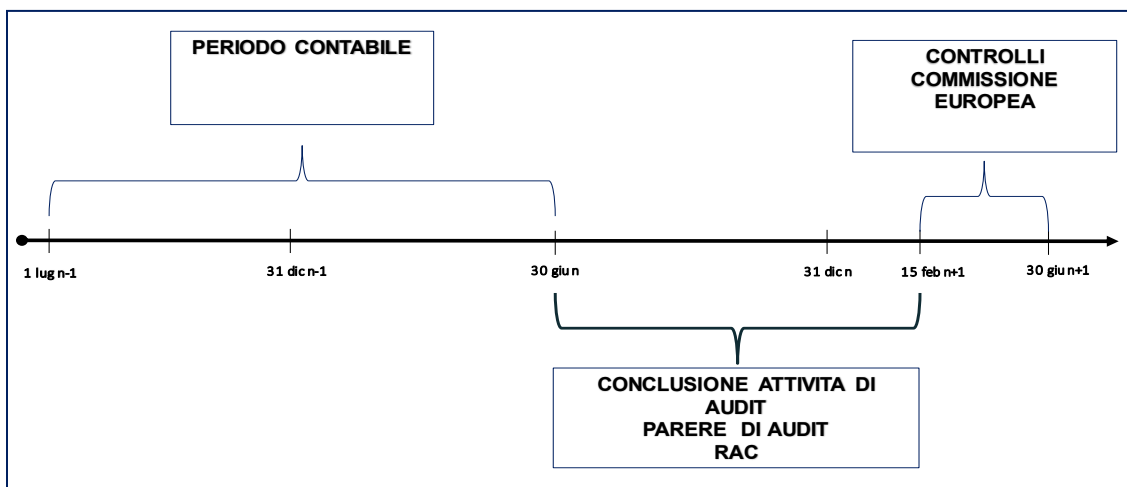 PERIODO CONTABILE
CONTROLLI
COMMISSIONE
EUROPEA
1 lug n-1
31 dic n-1
30 giu n
31 dic n
15 feb n+1
30 giu n+1
CONCLUSIONE ATTIVITA DI
AUDIT
PARERE DI AUDIT
RAC